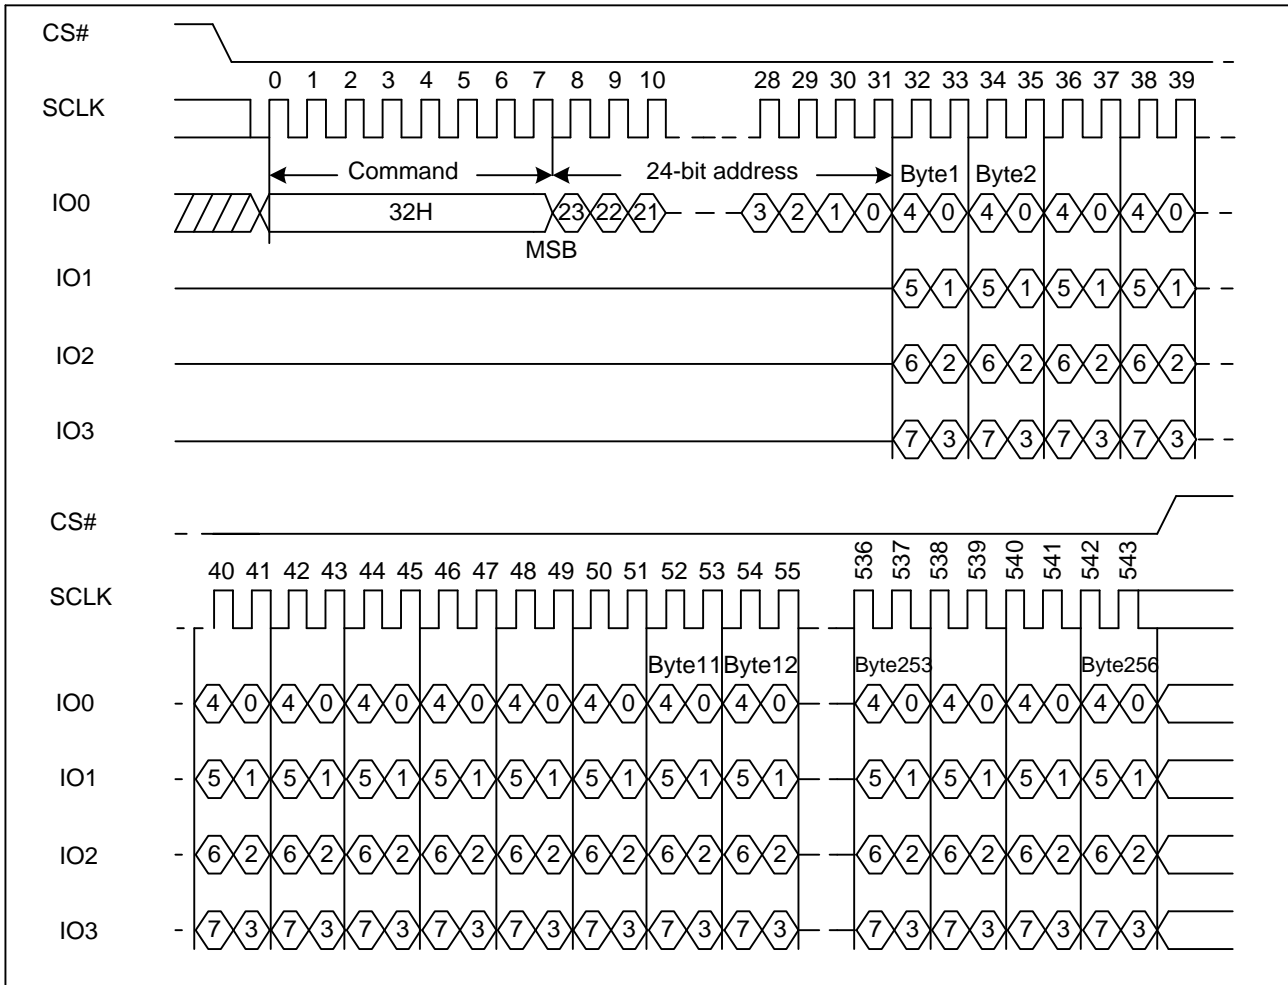 CS#
0 1 2 3 4 5 6 7 8 9 10 28 29 30 31 32 33 34 35 36 37 38 39
SCLK
Command 24-bit address Byte1 Byte2
IO0 32H 23 22 21 3 2 1 0 4 0 4 0 4 0 4 0
MSB
IO1 5 1 5 1 5 1 5 1
IO2 6 2 6 2 6 2 6 2
IO3 7 3 7 3 7 3 7 3
CS#
40 41 42 43 44 45 46 47 48 49 50 51 52 53 54 55 536 537 538 539 540 541 542 543
SCLK
Byte11 Byte12 Byte253 Byte256
IO0 4 0 4 0 4 0 4 0 4 0 4 0 4 0 4 0 4 0 4 0 4 0 4 0
IO1 5 1 5 1 5 1 5 1 5 1 5 1 5 1 5 1 5 1 5 1 5 1 5 1
IO2 6 2 6 2 6 2 6 2 6 2 6 2 6 2 6 2 6 2 6 2 6 2 6 2
IO3 7 3 7 3 7 3 7 3 7 3 7 3 7 3 7 3 7 3 7 3 7 3 7 3